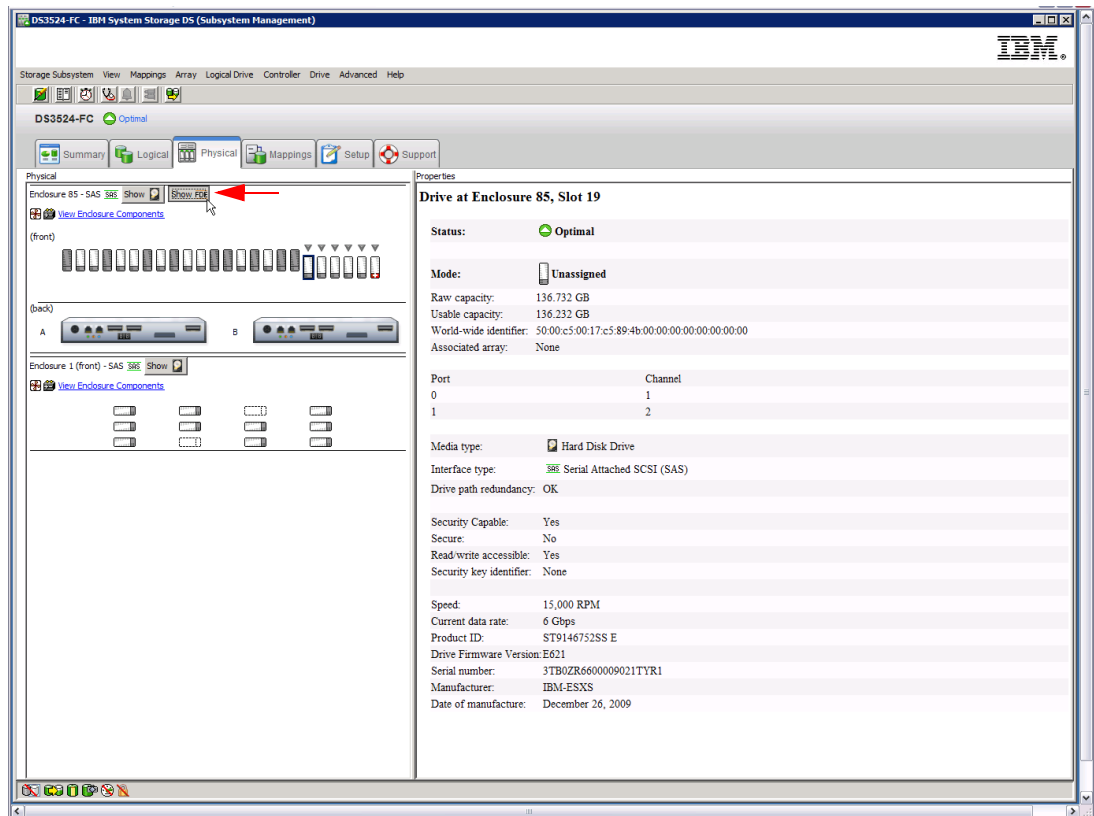 DS3524-FC - IBM System Storage DS (Subsystem Management)
IBM.
Storage Subsystem View Mappings Array Logical Drive Controller Drive Advanced Help
DS3524-FC Optimal
Summary Logical Physical Mappings Setup Support
Physical
Enclosure 85 - SAS SAS Show Show FDE
View Enclosure Components
(front)
(back)
A B
Enclosure 1 (front) - SAS SAS Show
View Enclosure Components
Properties
Drive at Enclosure 85, Slot 19
Status: Optimal
Mode: Unassigned
Raw capacity: 136.732 GB
Usable capacity: 136.232 GB
World-wide identifier: 50:00:c5:00:17:c5:89:4b:00:00:00:00:00:00:00:00
Associated array: None
Port Channel
0 1
1 2
Media type: Hard Disk Drive
Interface type: SAS Serial Attached SCSI (SAS)
Drive path redundancy: OK
Security Capable: Yes
Secure: No
Read/write accessible: Yes
Security key identifier: None
Speed: 15,000 RPM
Current data rate: 6 Gbps
Product ID: ST9146752SS E
Drive Firmware Version: E621
Serial number: 3TB0ZR6600009021TYR1
Manufacturer: IBM-ESXS
Date of manufacture: December 26, 2009